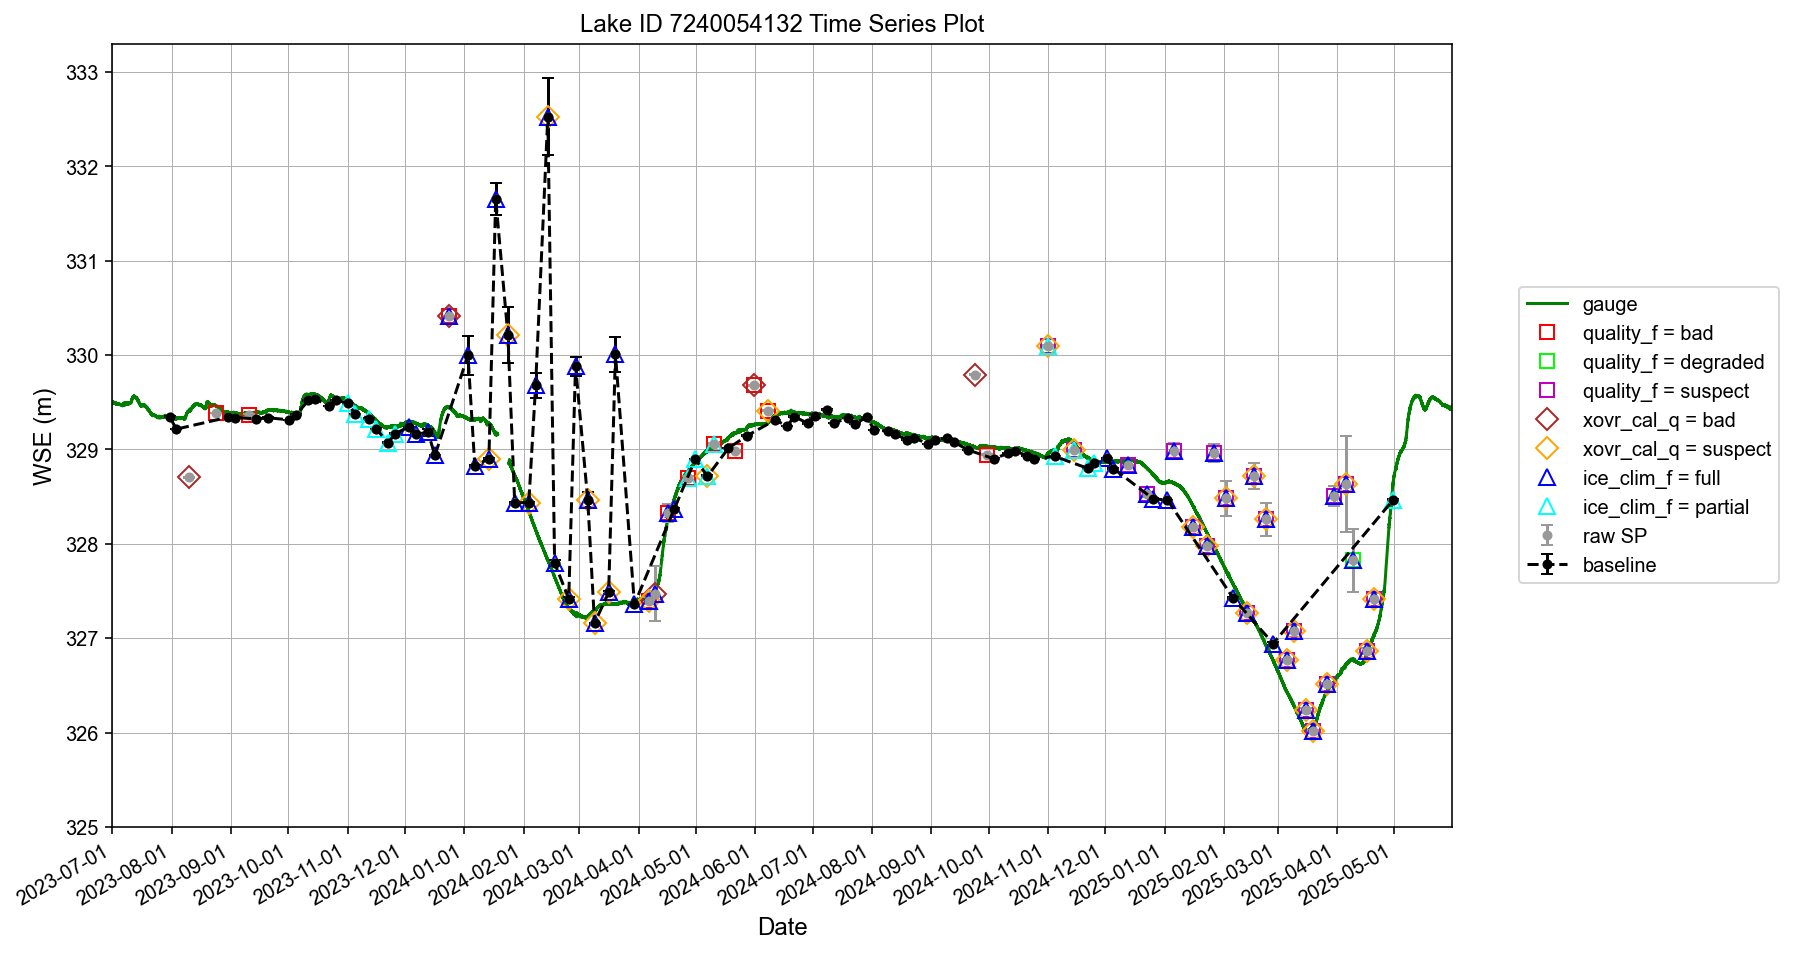 Lake ID 7240054132 Time Series Plot
WSE (m)
333
332
331
330
329
328
327
326
325
2023-07-01
2023-08-01
2023-09-01
2023-10-01
2023-11-01
2023-12-01
2024-01-01
2024-02-01
2024-03-01
2024-04-01
2024-05-01
2024-06-01
2024-07-01
2024-08-01
2024-09-01
2024-10-01
2024-11-01
2024-12-01
2025-01-01
2025-02-01
2025-03-01
2025-04-01
2025-05-01
Date
gauge
quality_f = bad
quality_f = degraded
quality_f = suspect
xovr_cal_q = bad
xovr_cal_q = suspect
ice_clim_f = full
ice_clim_f = partial
raw SP
baseline